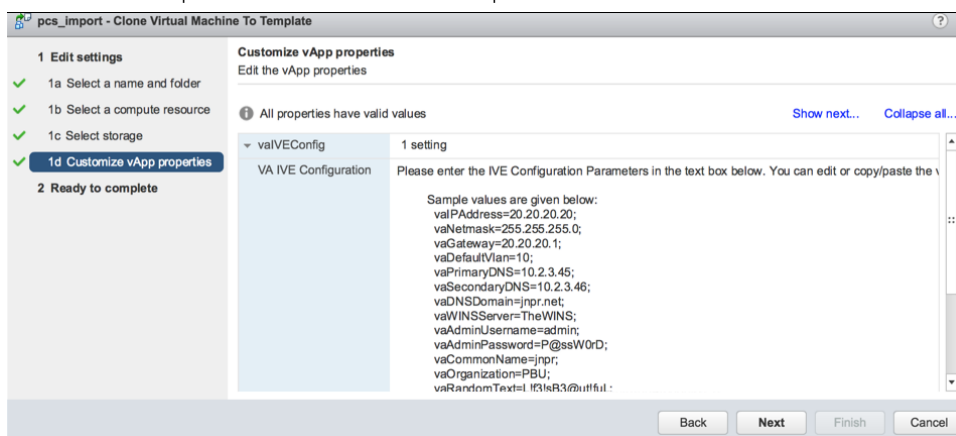 pcs_import - Clone Virtual Machine To Template
?
1 Edit settings
1a Select a name and folder
1b Select a compute resource
1c Select storage
1d Customize vApp properties
2 Ready to complete
Customize vApp properties
Edit the vApp properties
All properties have valid values
Show next...
Collapse all...
vaIVEConfig
1 setting
VA IVE Configuration
Please enter the IVE Configuration Parameters in the text box below. You can edit or copy/paste the
Sample values are given below:
vaIPAddress=20.20.20.20;
vaNetmask=255.255.255.0;
vaGateway=20.20.20.1;
vaDefaultVlan=10;
vaPrimaryDNS=10.2.3.45;
vaSecondaryDNS=10.2.3.46;
vaDNSDomain=jnpr.net;
vaWINSServer=TheWINS;
vaAdminUsername=admin;
vaAdminPassword=P@ssW0rD;
vaCommonName=jnpr;
vaOrganization=PBU;
Back
Next
Finish
Cancel